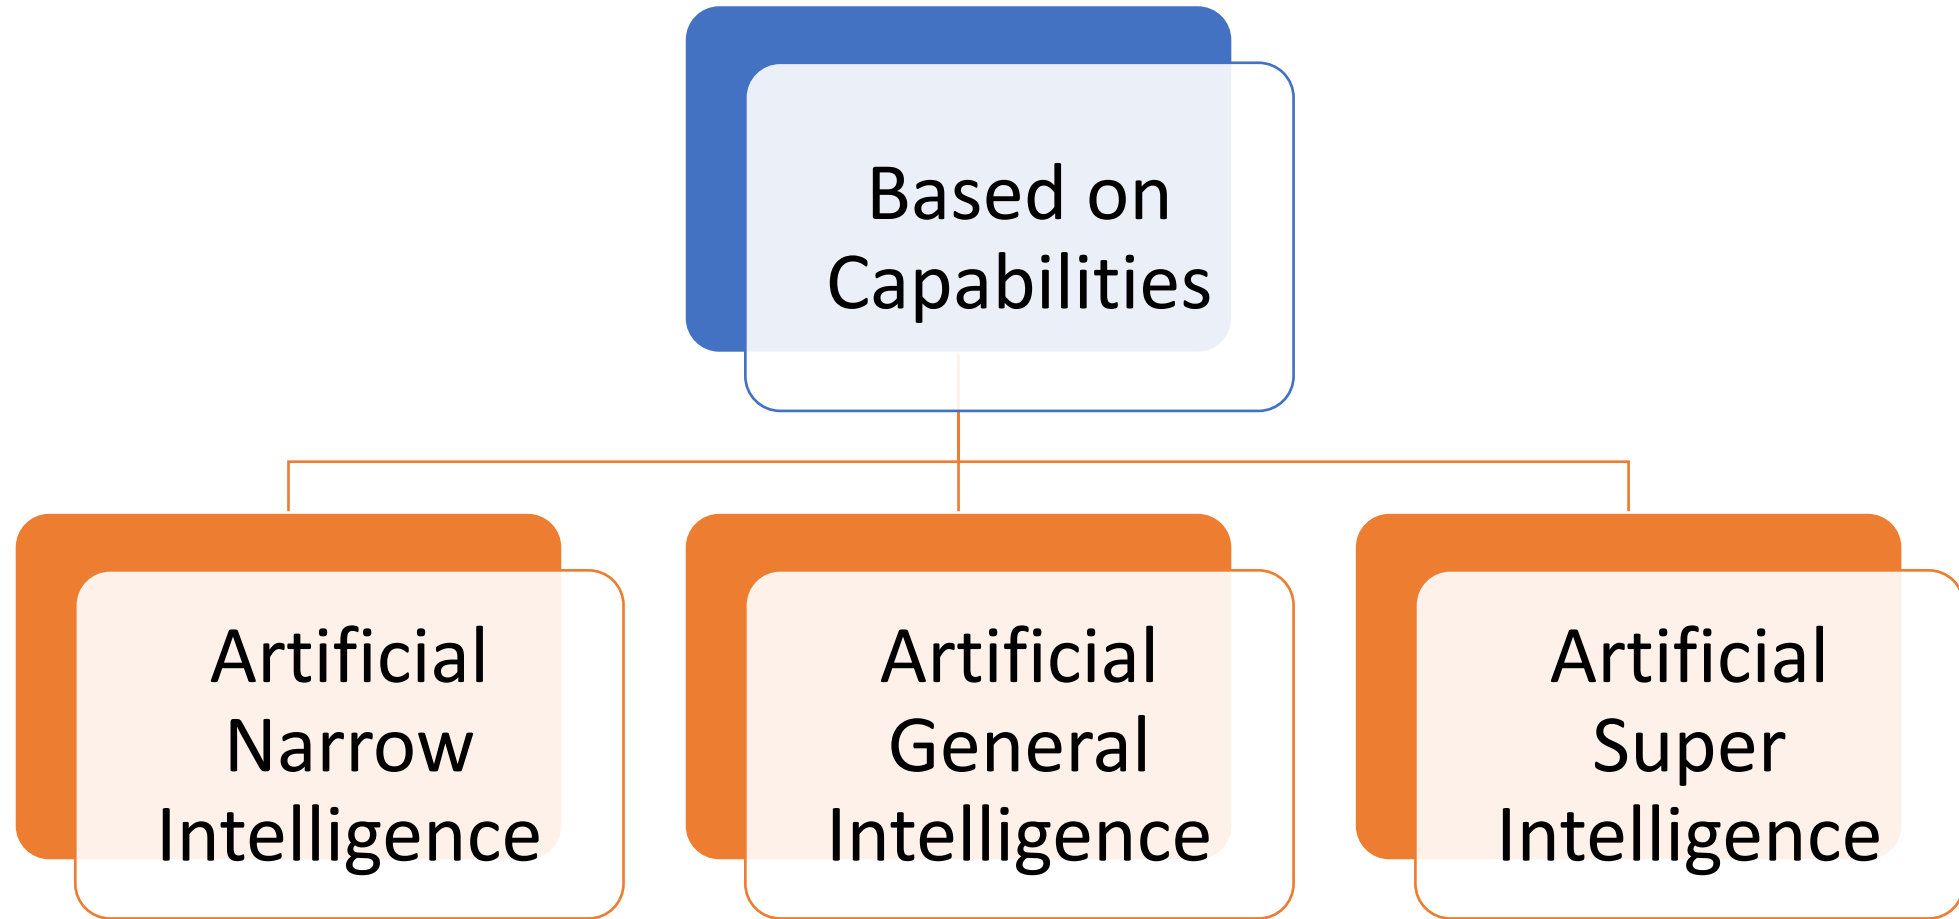 Based on
Capabilities
Artificial
Narrow
Intelligence
Artificial
General
Intelligence
Artificial
Super
Intelligence